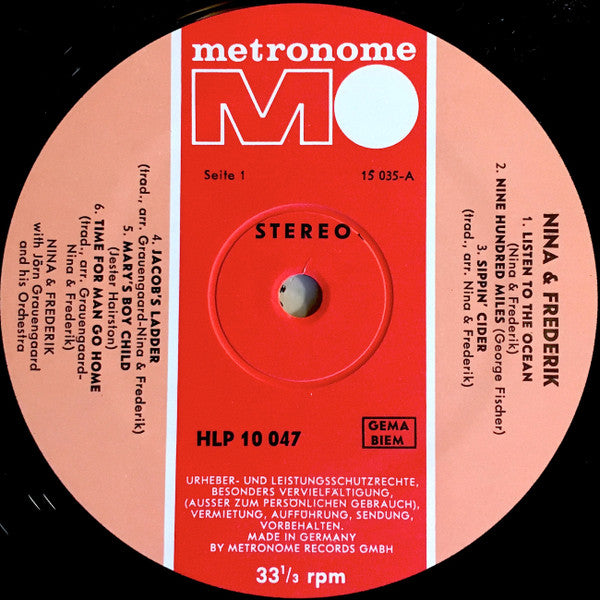 metronome
MO
Seite 1
15 035-A
STEREO
NINA & FREDERIK
1. LISTEN TO THE OCEAN
(Nina & Frederik)
2. NINE HUNDRED MILES (George Fischer)
3. SIPPIN' CIDER
(trad., arr. Nina & Frederik)
4. JACOB'S LADDER
(trad., arr. Grauengaard-Nina & Frederik)
5. MARY'S BOY CHILD
(Jester Hairston)
6. TIME FOR MAN GO HOME
(trad., arr. Grauengaard-
Nina & Frederik)
NINA & FREDERIK
with Jörn Grauengaard
and his Orchestra
HLP 10 047
GEMA
BIEM
URHEBER- UND LEISTUNGSSCHUTZRECHTE,
BESONDERS VERVIELFÄLTIGUNG,
(AUSSER ZUM PERSÖNLICHEN GEBRAUCH),
VERMIETUNG, AUFFÜHRUNG, SENDUNG,
VORBEHALTEN.
MADE IN GERMANY
BY METRONOME RECORDS GMBH
33 1/3 rpm